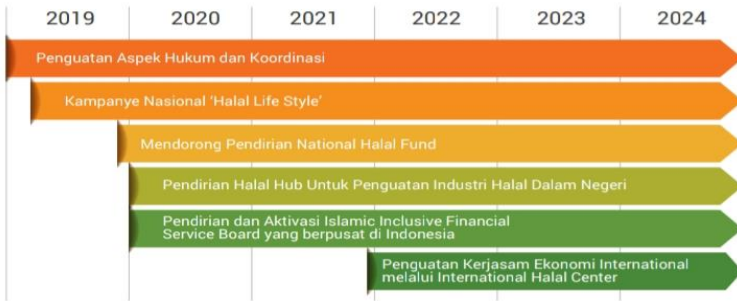 2019 2020 2021 2022 2023 2024
Penguatan Aspek Hukum dan Koordinasi
Kampanye Nasional 'Halal Life Style'
Mendorong Pendirian National Halal Fund
Pendirian Halal Hub Untuk Penguatan Industri Halal Dalam Negeri
Pendirian dan Aktivasi Islamic Inclusive Financial
Service Board yang berpusat di Indonesia
Penguatan Kerjasam Ekonomi International
melalui International Halal Center